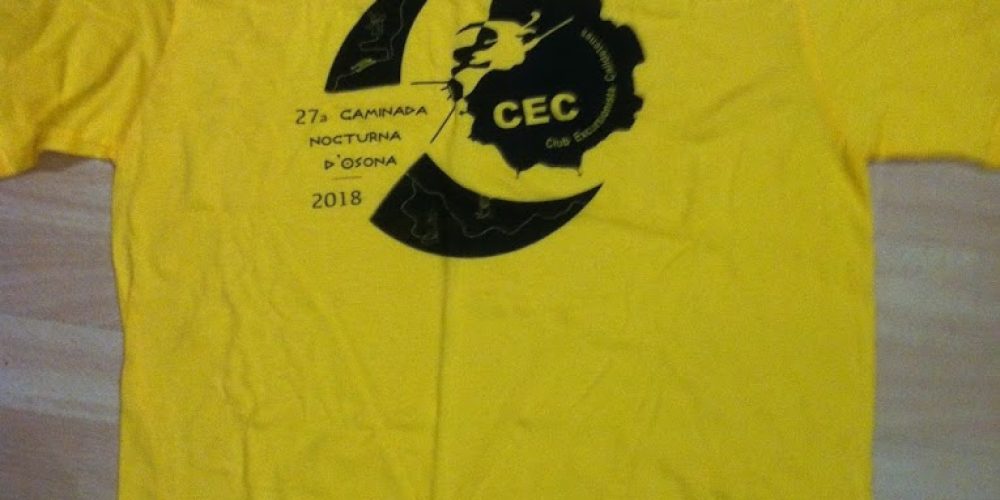 27a CAMINADA
NOCTURNA
D'OSONA
2018
CEC
Club Excursionista